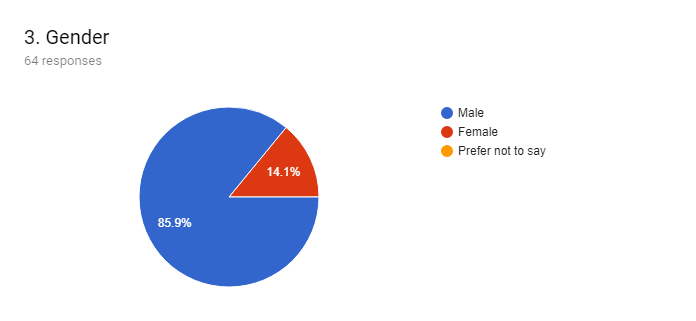 3. Gender
64 responses
Male
Female
Prefer not to say
14.1%
85.9%